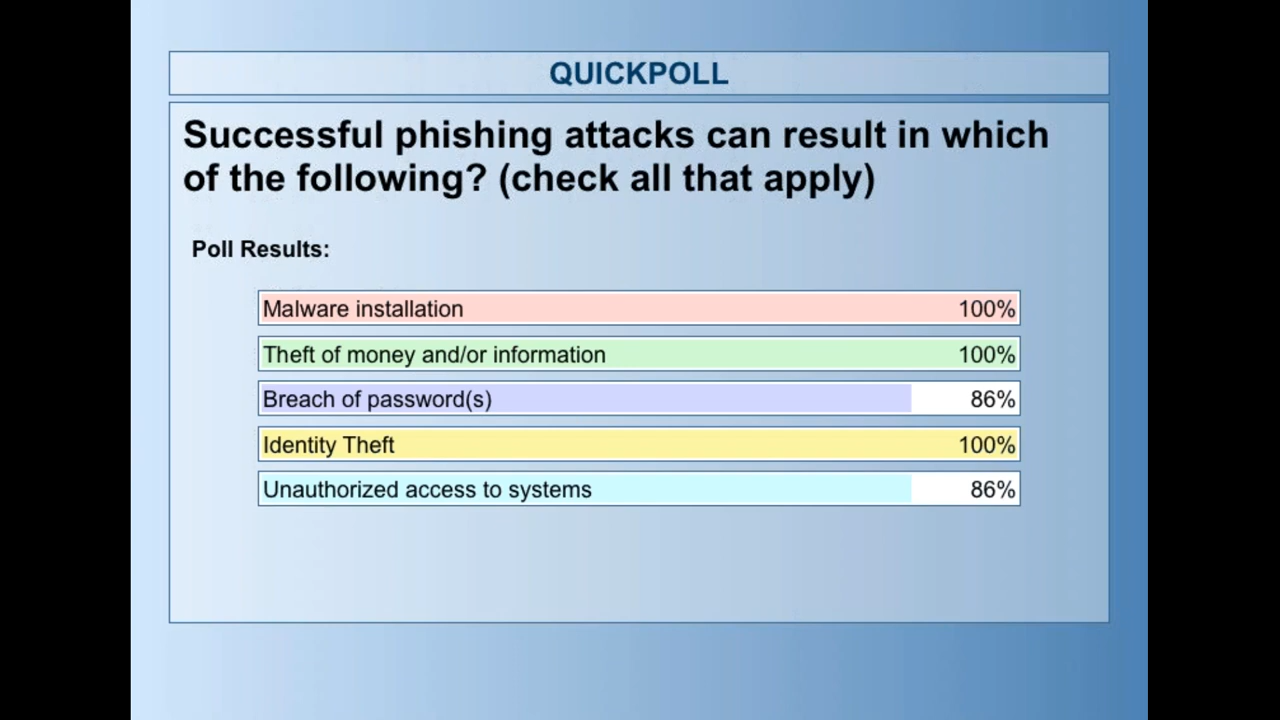 QUICKPOLL
Successful phishing attacks can result in which
of the following? (check all that apply)
Poll Results:
Malware installation 100%
Theft of money and/or information 100%
Breach of password(s) 86%
Identity Theft 100%
Unauthorized access to systems 86%